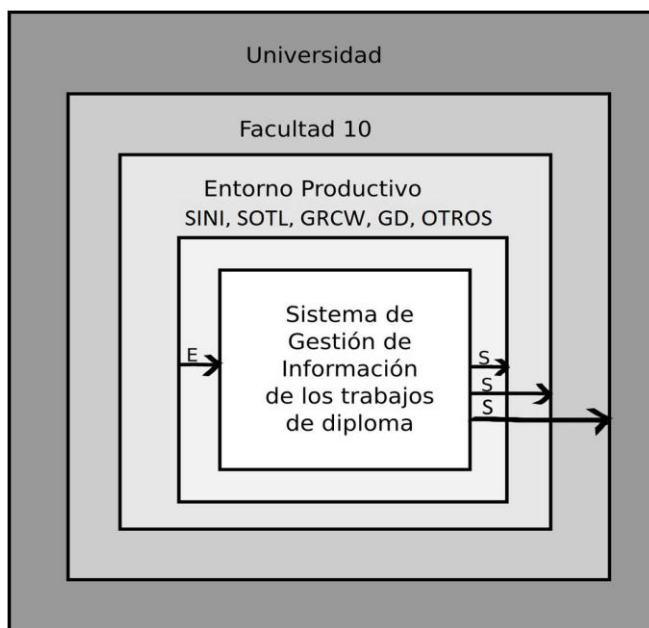 Universidad
Facultad 10
Entorno Productivo
SINI, SOTL, GRCW, GD, OTROS
Sistema de
Gestión de
Información
de los trabajos
de diploma
E
S
S
S